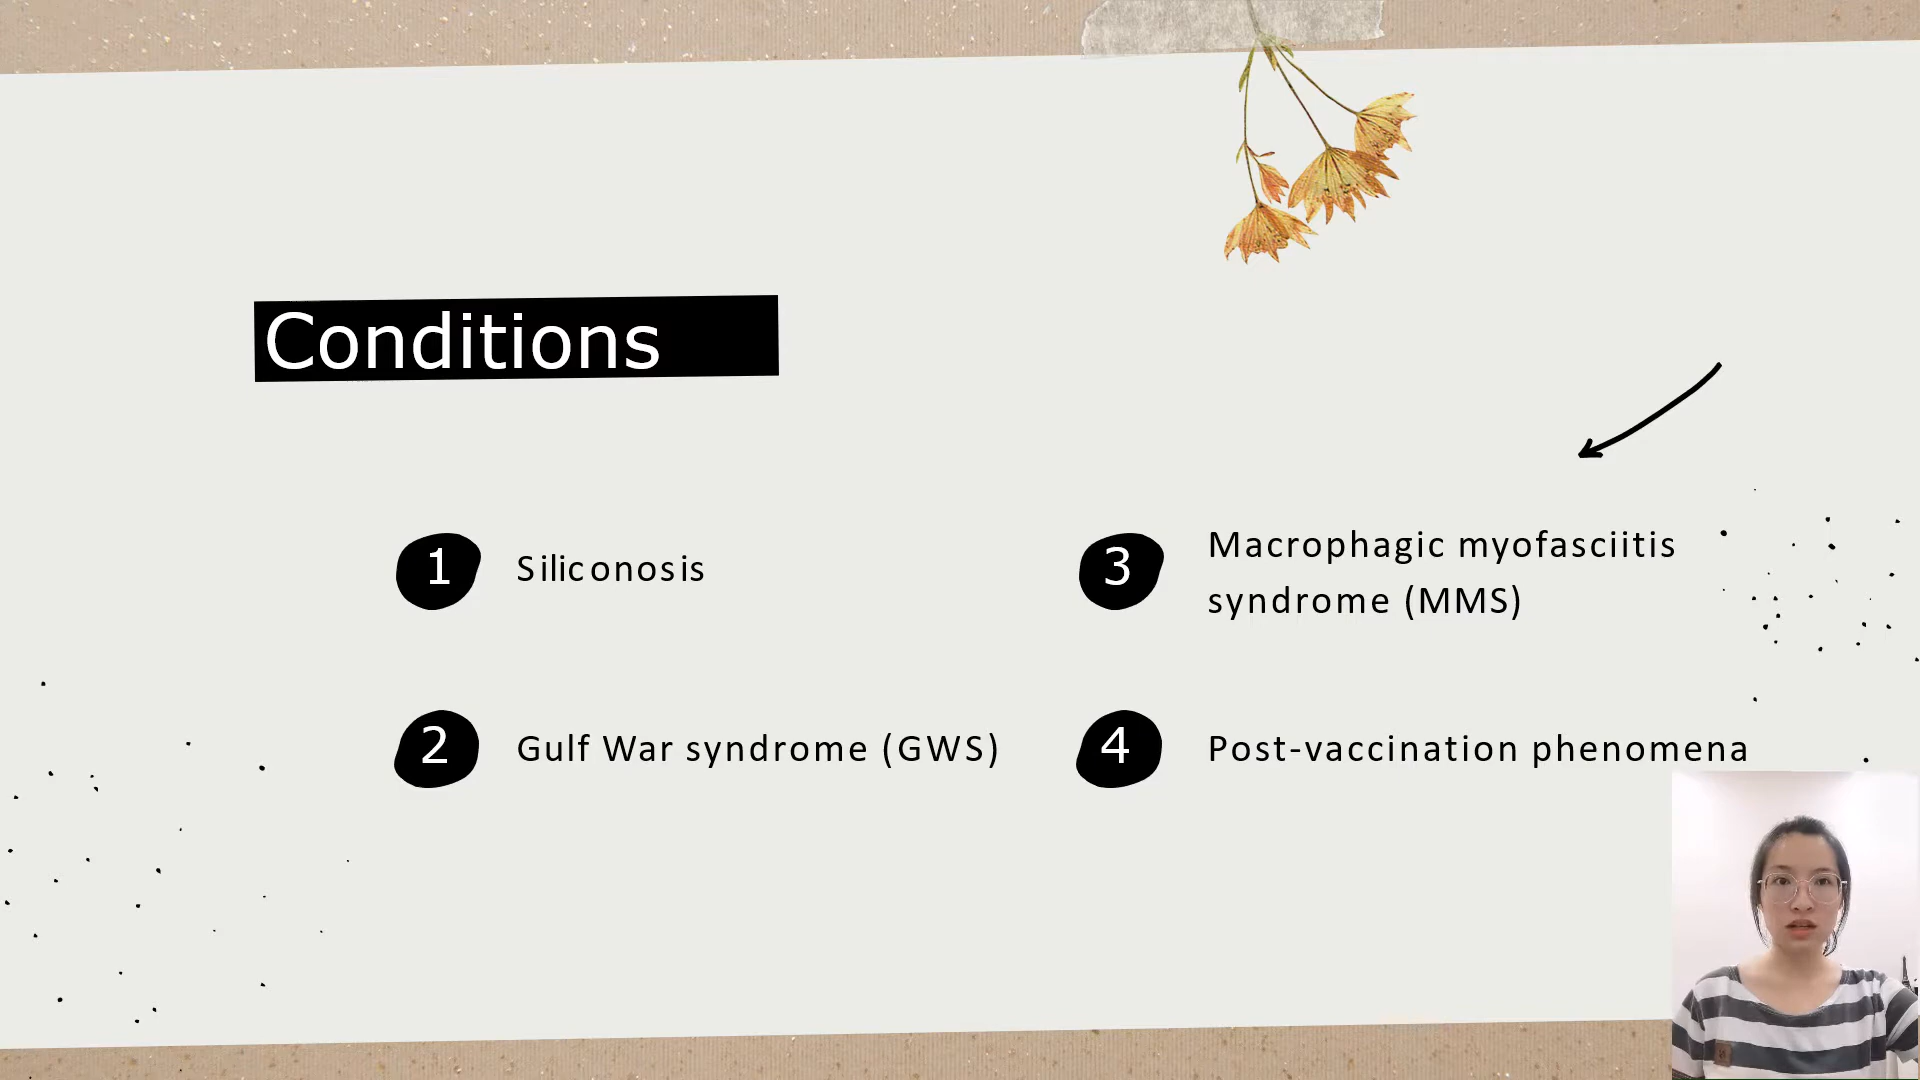 Conditions
1 Siliconosis
2 Gulf War syndrome (GWS)
3 Macrophagic myofasciitis
syndrome (MMS)
4 Post-vaccination phenomena